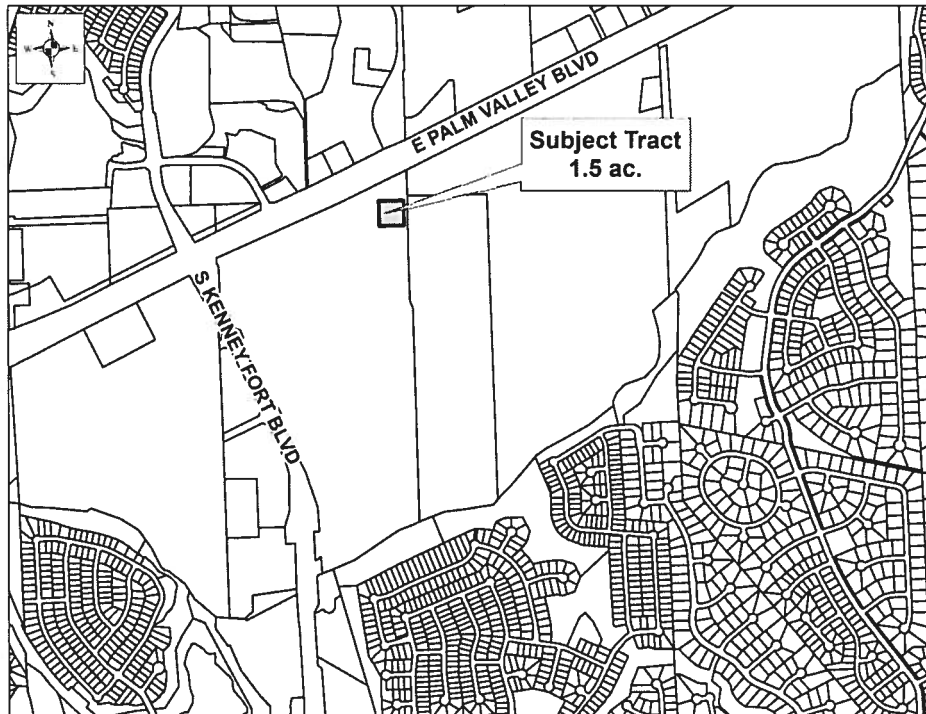 N
W E
S
E PALM VALLEY BLVD
Subject Tract
1.5 ac.
S KENNEY FORT BLVD